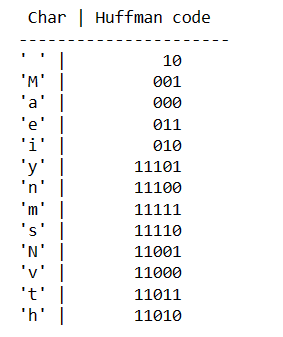 Char | Huffman code
----------------------
' ' | 10
'M' | 001
'a' | 000
'e' | 011
'i' | 010
'y' | 11101
'n' | 11100
'm' | 11111
's' | 11110
'N' | 11001
'v' | 11000
't' | 11011
'h' | 11010